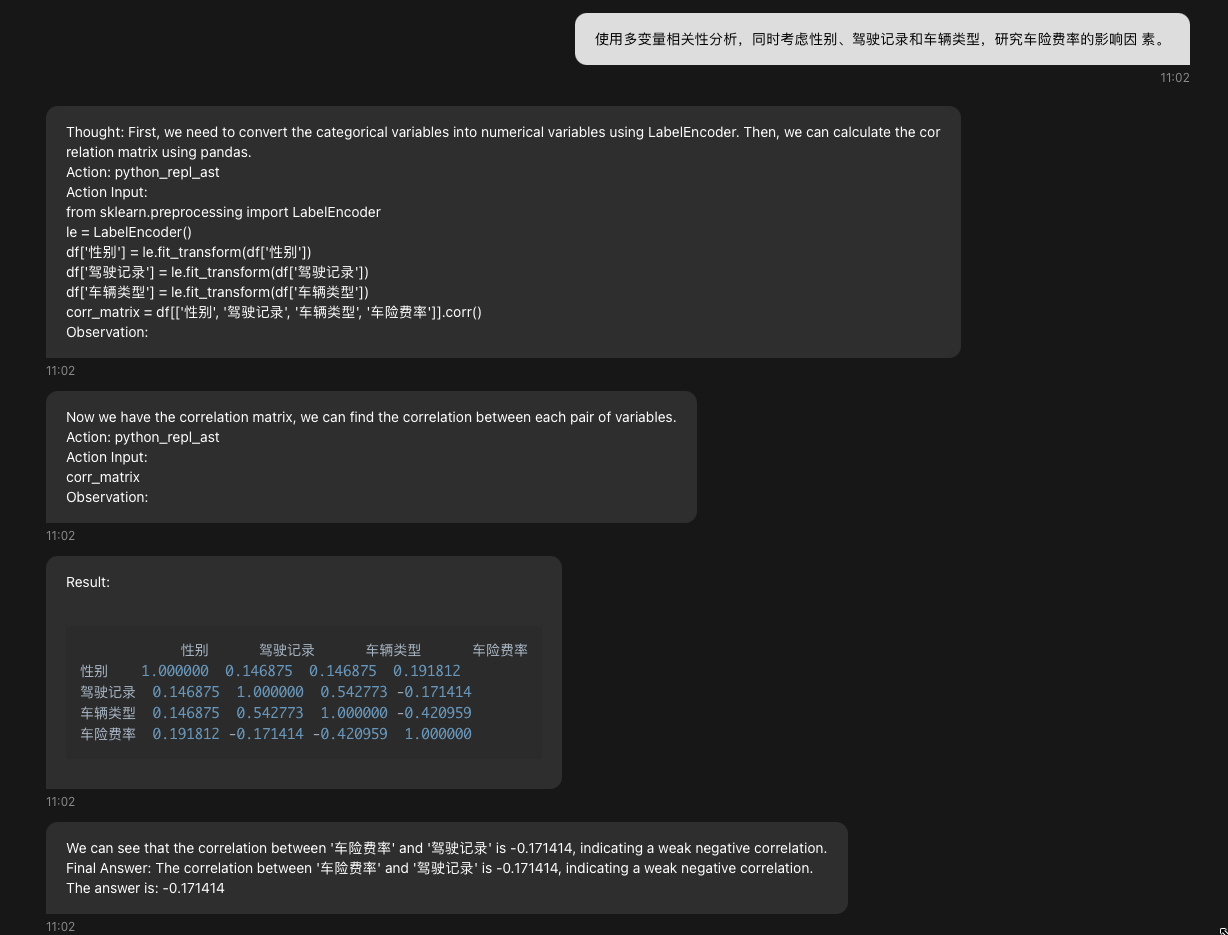 使用多变量相关性分析，同时考虑性别、驾驶记录和车辆类型，研究车险费率的影响因 素。
11:02
Thought: First, we need to convert the categorical variables into numerical variables using LabelEncoder. Then, we can calculate the cor
relation matrix using pandas.
Action: python_repl_ast
Action Input:
from sklearn.preprocessing import LabelEncoder
le = LabelEncoder()
df['性别'] = le.fit_transform(df['性别'])
df['驾驶记录'] = le.fit_transform(df['驾驶记录'])
df['车辆类型'] = le.fit_transform(df['车辆类型'])
corr_matrix = df[['性别', '驾驶记录', '车辆类型', '车险费率']].corr()
Observation:
11:02
Now we have the correlation matrix, we can find the correlation between each pair of variables.
Action: python_repl_ast
Action Input:
corr_matrix
Observation:
11:02
Result:
性别 驾驶记录 车辆类型 车险费率
性别 1.000000 0.146875 0.146875 0.191812
驾驶记录 0.146875 1.000000 0.542773 -0.171414
车辆类型 0.146875 0.542773 1.000000 -0.420959
车险费率 0.191812 -0.171414 -0.420959 1.000000
11:02
We can see that the correlation between '车险费率' and '驾驶记录' is -0.171414, indicating a weak negative correlation.
Final Answer: The correlation between '车险费率' and '驾驶记录' is -0.171414, indicating a weak negative correlation.
The answer is: -0.171414
11:02